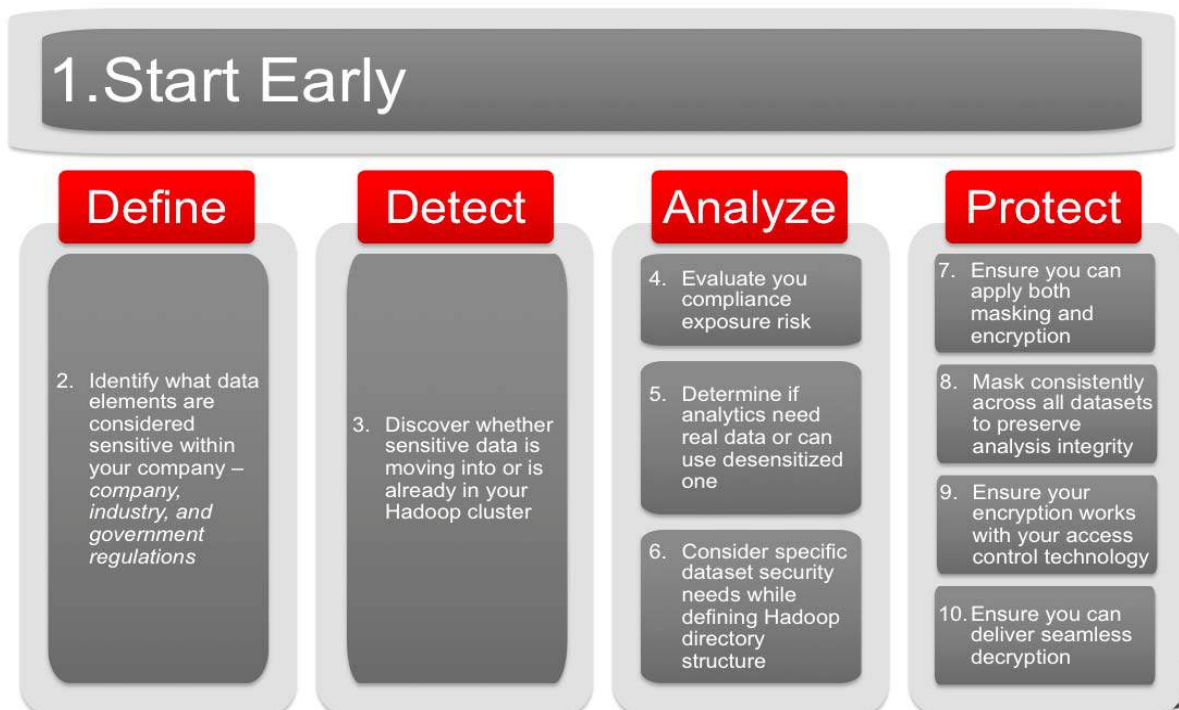 1.Start Early
Define
2. Identify what data
elements are
considered
sensitive within
your company –
company,
industry, and
government
regulations
Detect
3. Discover whether
sensitive data is
moving into or is
already in your
Hadoop cluster
Analyze
4. Evaluate you
compliance
exposure risk
5. Determine if
analytics need
real data or can
use desensitized
one
6. Consider specific
dataset security
needs while
defining Hadoop
directory
structure
Protect
7. Ensure you can
apply both
masking and
encryption
8. Mask consistently
across all datasets
to preserve
analysis integrity
9. Ensure your
encryption works
with your access
control technology
10. Ensure you can
deliver seamless
decryption